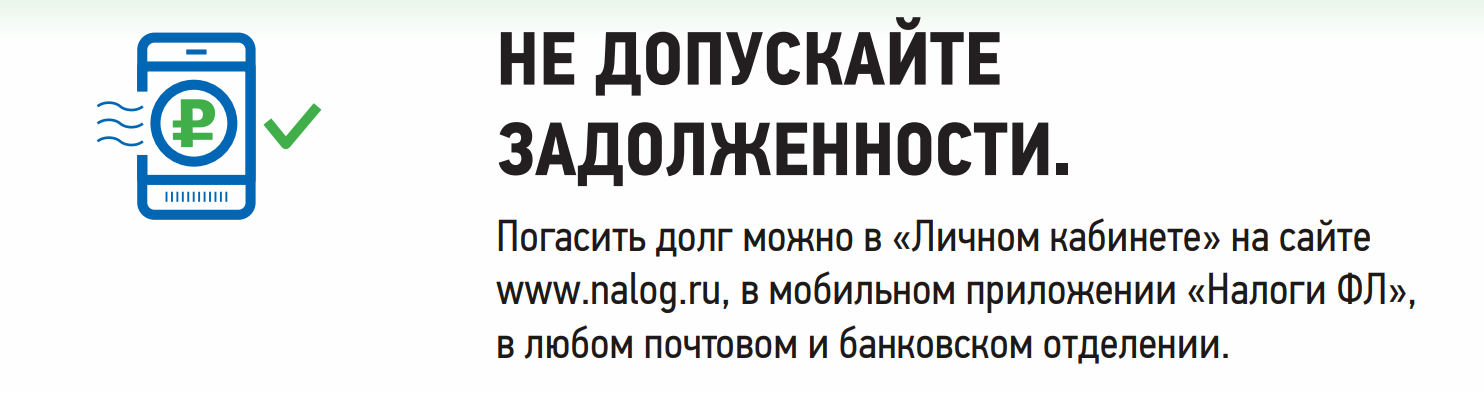 НЕ ДОПУСКАЙТЕ
ЗАДОЛЖЕННОСТИ.
Погасить долг можно в «Личном кабинете» на сайте
www.nalog.ru, в мобильном приложении «Налоги ФЛ»,
в любом почтовом и банковском отделении.